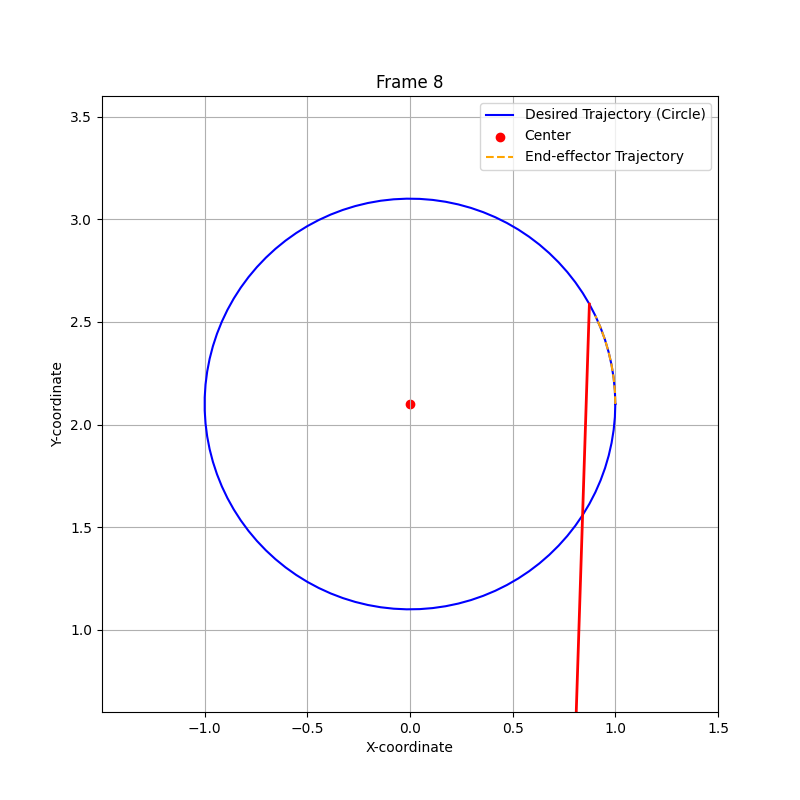 Frame 8
Desired Trajectory (Circle)
Center
End-effector Trajectory
3.5
3.0
2.5
2.0
1.5
1.0
Y-coordinate
−1.0
−0.5
0.0
0.5
1.0
1.5
X-coordinate